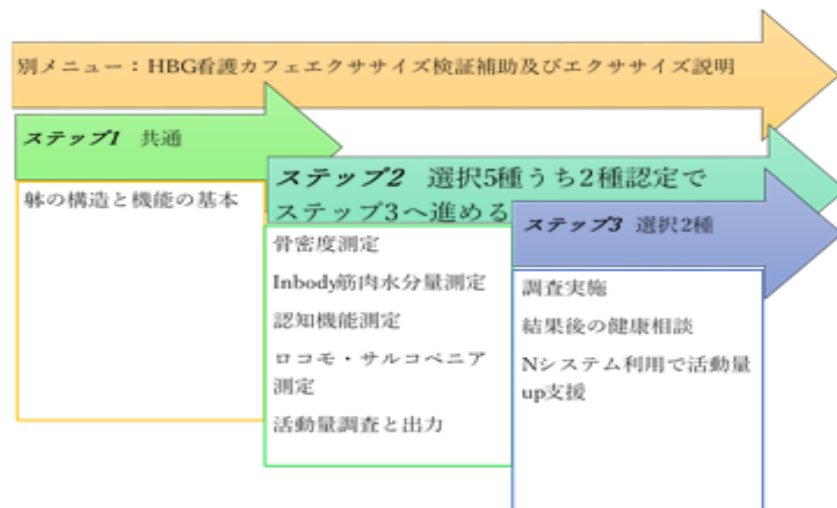 別メニュー：HBG看護カフェエクササイズ検証補助及びエクササイズ説明
ステップ1 共通
躰の構造と機能の基本
ステップ2 選択5種うち2種認定で
ステップ3へ進める
骨密度測定
Inbody筋肉水分量測定
認知機能測定
ロコモ・サルコペニア
測定
活動量調査と出力
ステップ3 選択2種
調査実施
結果後の健康相談
Nシステム利用で活動量
up支援